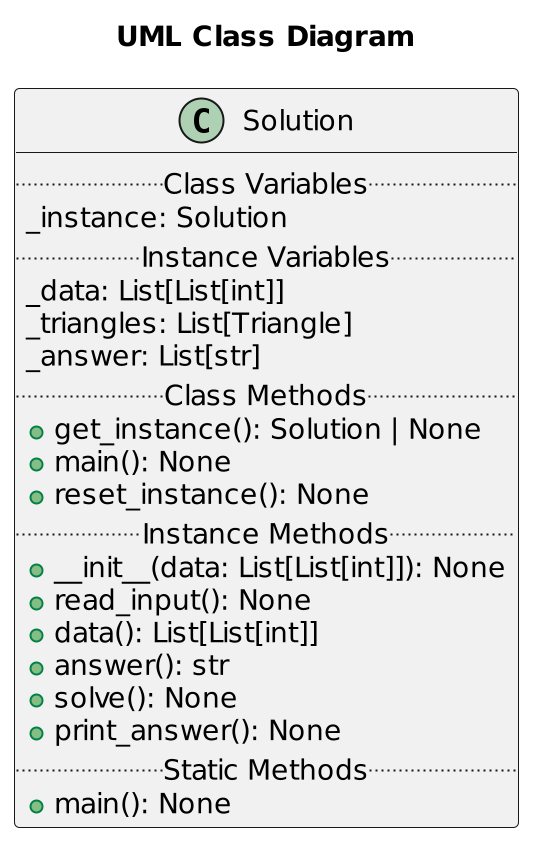 UML Class Diagram
C Solution
Class Variables
_instance: Solution
Instance Variables
_data: List[List[int]]
_triangles: List[Triangle]
_answer: List[str]
Class Methods
get_instance(): Solution | None
main(): None
reset_instance(): None
Instance Methods
__init__(data: List[List[int]]): None
read_input(): None
data(): List[List[int]]
answer(): str
solve(): None
print_answer(): None
Static Methods
main(): None